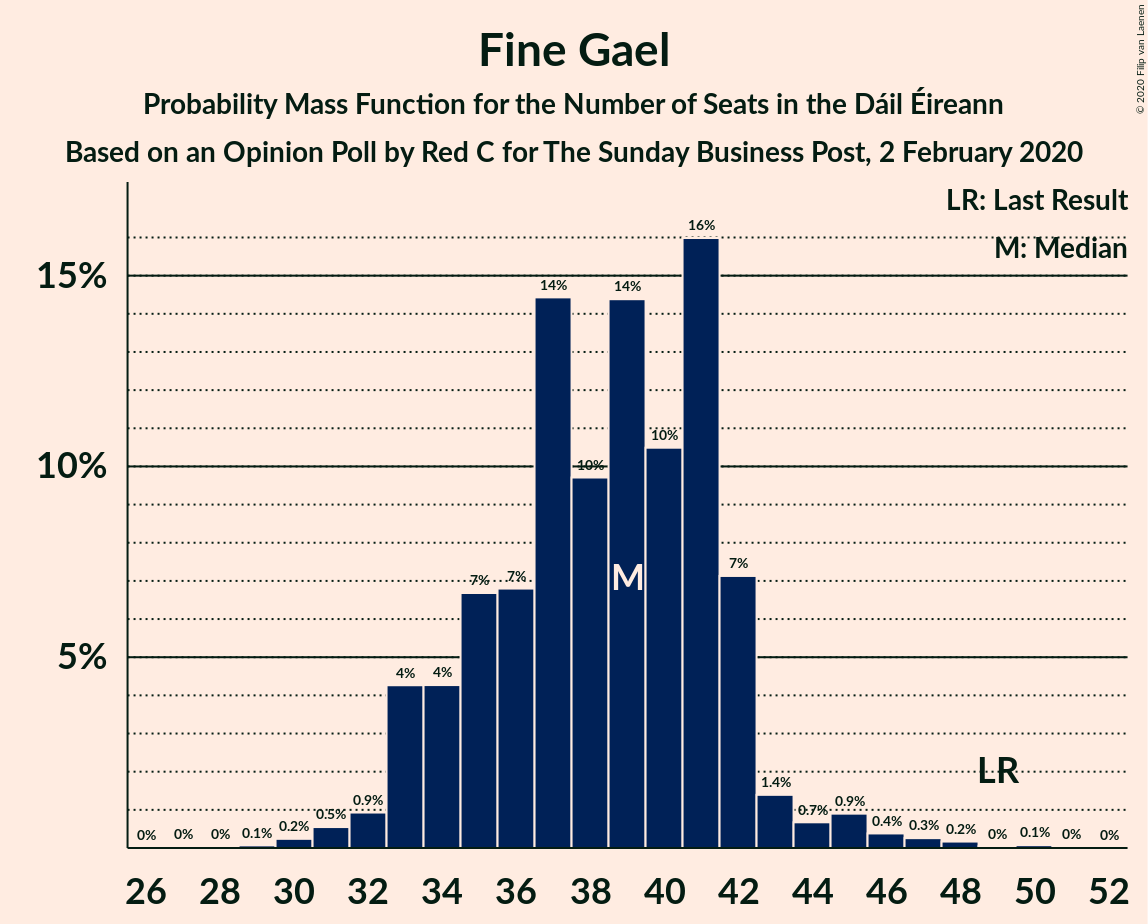 Fine Gael
Probability Mass Function for the Number of Seats in the Dáil Éireann
Based on an Opinion Poll by Red C for The Sunday Business Post, 2 February 2020
© 2020 Filip van Laenen
LR: Last Result
M: Median
15%
10%
5%
0% 0% 0% 0.1% 0.2% 0.5% 0.9% 4% 4% 7% 7% 14% 10% 14% 10% 16% 7% 1.4% 0.7% 0.9% 0.4% 0.3% 0.2% 0% 0.1% 0% 0%
M
LR
26 28 30 32 34 36 38 40 42 44 46 48 50 52